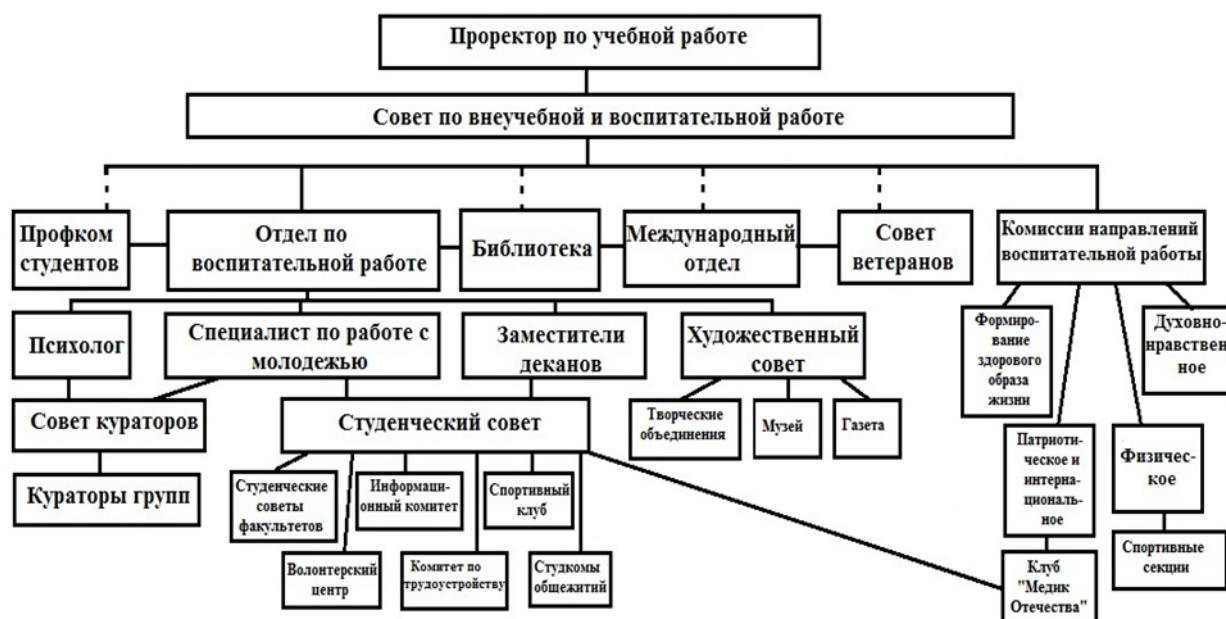 Проректор по учебной работе
Совет по внеучебной и воспитательной работе
Профком
студентов
Отдел по
воспитательной работе
Библиотека
Международный
отдел
Совет
ветеранов
Комиссии направлений
воспитательной работы
Психолог
Специалист по работе с
молодежью
Заместители
деканов
Художественный
совет
Формиро-
вание
здорового
образа
жизни
Духовно-
нравствен
ное
Совет кураторов
Студенческий совет
Творческие
объединения
Музей
Газета
Патриоти-
ческое и
интерна-
циональ-
ное
Физичес-
кое
Кураторы групп
Студенческие
советы
факультетов
Информаци-
онный комитет
Спортивный
клуб
Волонтерский
центр
Комитет по
трудоустройству
Студкомы
общежитий
Клуб
"Медик
Отечества"
Спортивные
секции